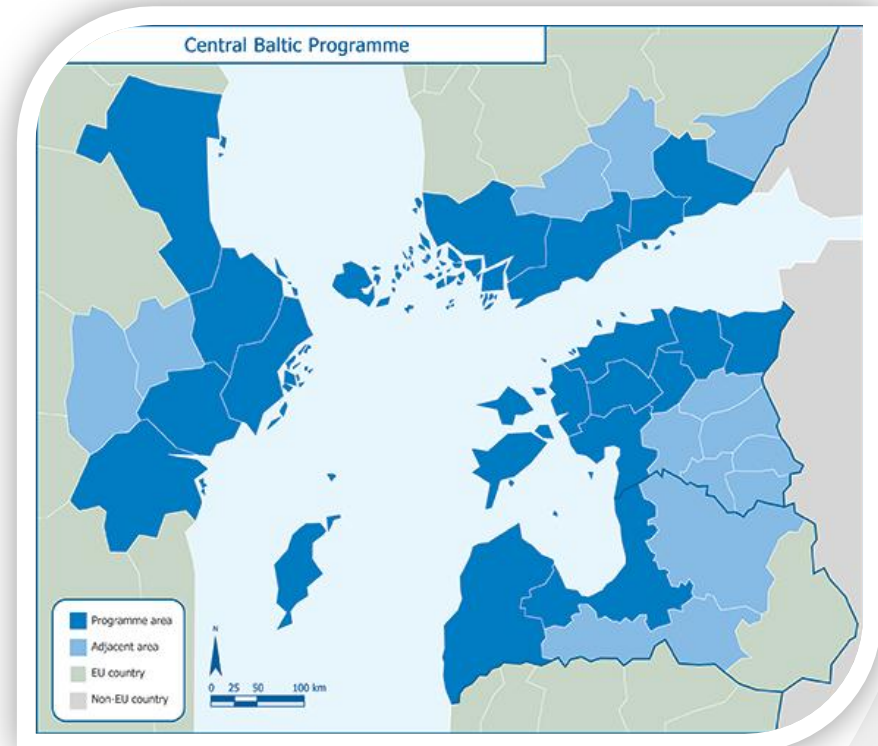 Central Baltic Programme
Programme area
Adjacent area
EU country
Non-EU country
N
0 25 50 100 km